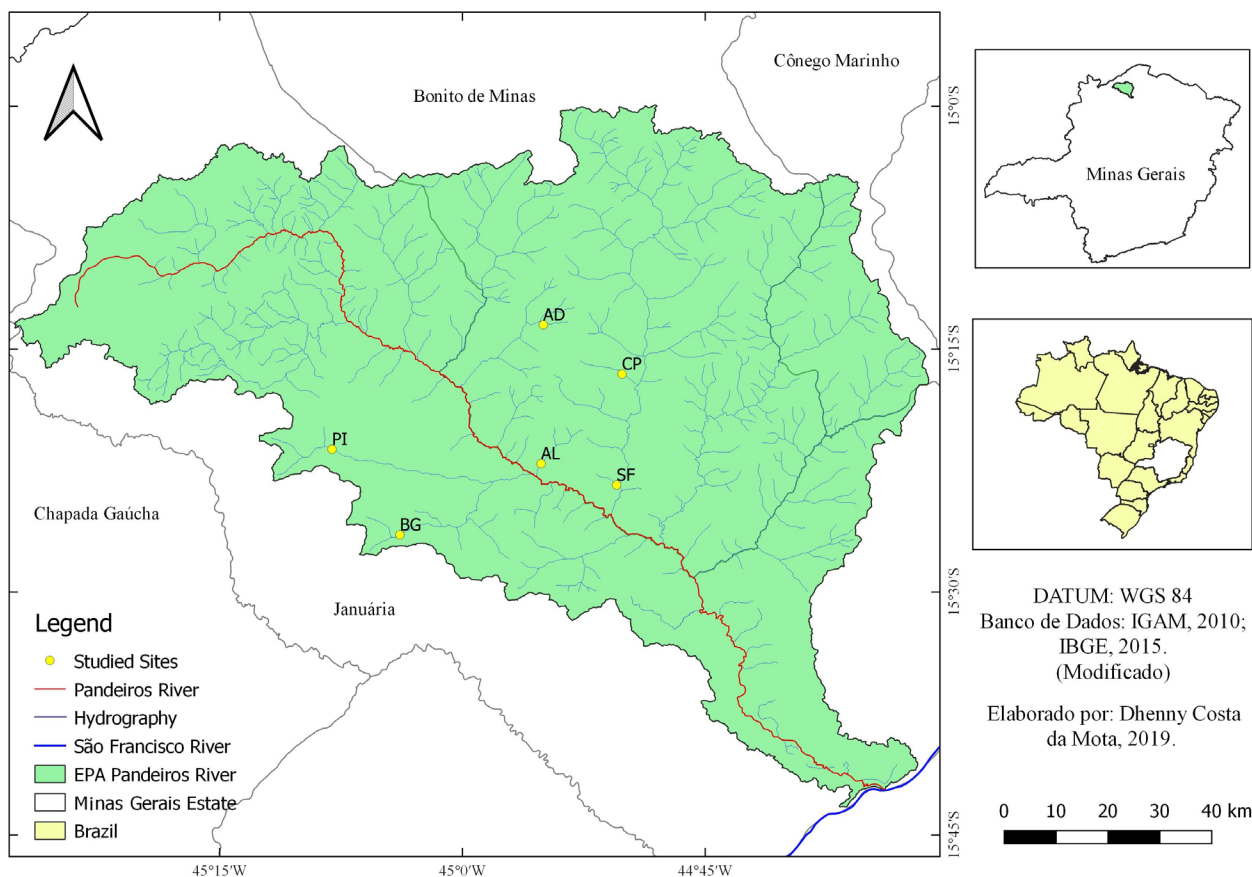 Cônego Marinho
Bonito de Minas
15°0'S
AD
CP
15°15'S
PI
AL
SF
BG
Chapada Gaúcha
Januária
15°30'S
15°45'S
45°15'W
45°0'W
44°45'W
Legend
Studied Sites
Pandeiros River
Hydrography
São Francisco River
EPA Pandeiros River
Minas Gerais Estate
Brazil
Minas Gerais
DATUM: WGS 84
Banco de Dados: IGAM, 2010;
IBGE, 2015.
(Modificado)
Elaborado por: Dhenny Costa
da Mota, 2019.
0 10 20 30 40 km